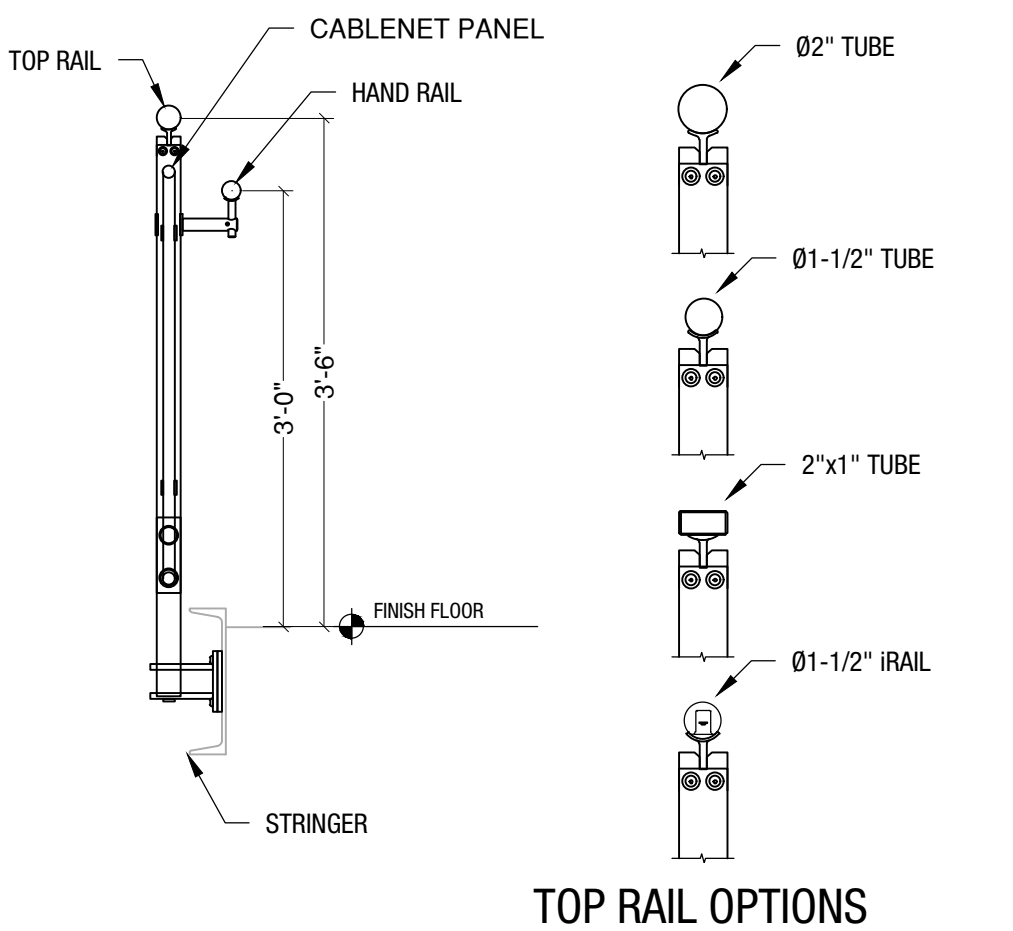 CABLENET PANEL
TOP RAIL
HAND RAIL
3'-0"
3'-6"
FINISH FLOOR
STRINGER
Ø2" TUBE
Ø1-1/2" TUBE
2"x1" TUBE
Ø1-1/2" iRAIL
TOP RAIL OPTIONS